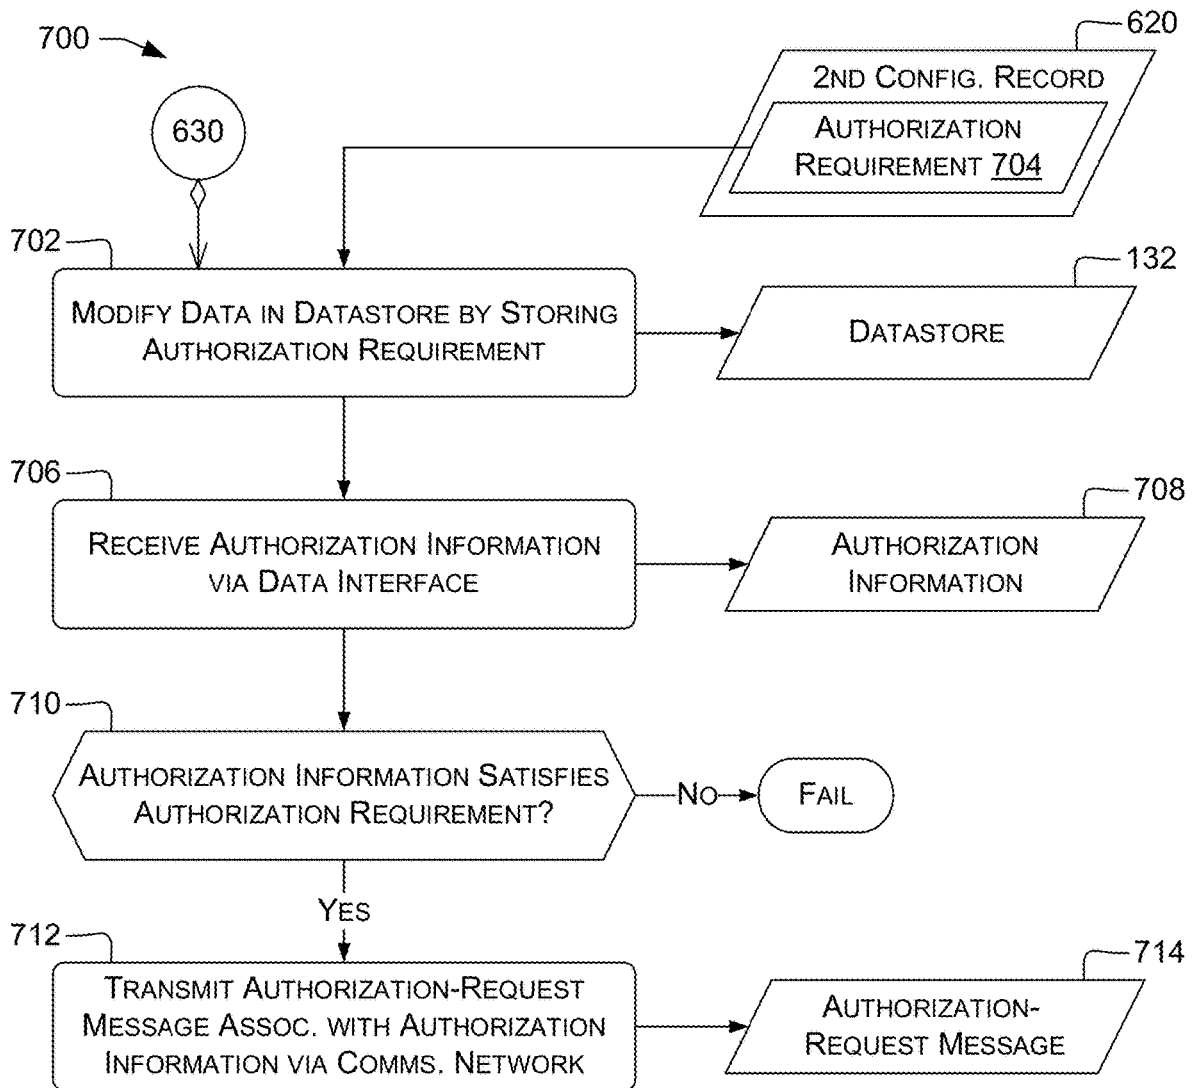 700
620
2ND CONFIG. RECORD
630
AUTHORIZATION
REQUIREMENT 704
702
132
MODIFY DATA IN DATASTORE BY STORING
AUTHORIZATION REQUIREMENT
DATASTORE
706
708
RECEIVE AUTHORIZATION INFORMATION
VIA DATA INTERFACE
AUTHORIZATION
INFORMATION
710
AUTHORIZATION INFORMATION SATISFIES
AUTHORIZATION REQUIREMENT?
NO
FAIL
YES
712
714
TRANSMIT AUTHORIZATION-REQUEST
MESSAGE ASSOC. WITH AUTHORIZATION
INFORMATION VIA COMMS. NETWORK
AUTHORIZATION-
REQUEST MESSAGE